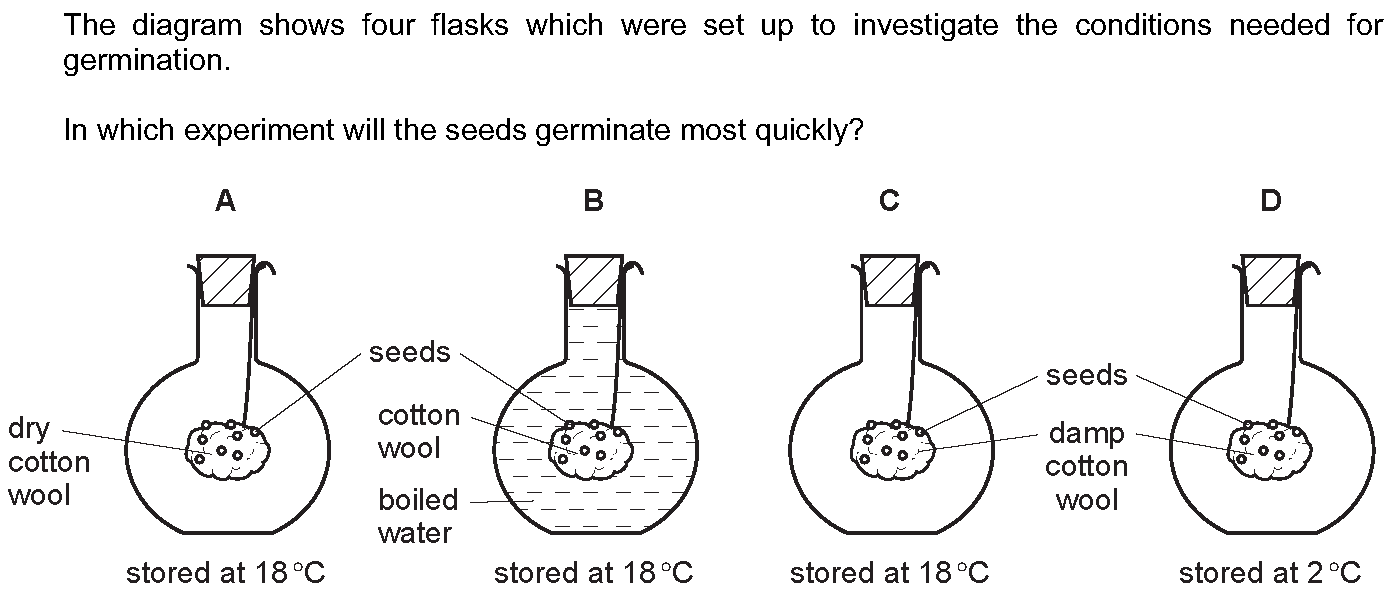 The diagram shows four flasks which were set up to investigate the conditions needed for
germination.
In which experiment will the seeds germinate most quickly?
A
B
C
D
seeds
seeds
dry
cotton
wool
cotton
wool
boiled
water
damp
cotton
wool
stored at 18 °C
stored at 18 °C
stored at 18 °C
stored at 2 °C